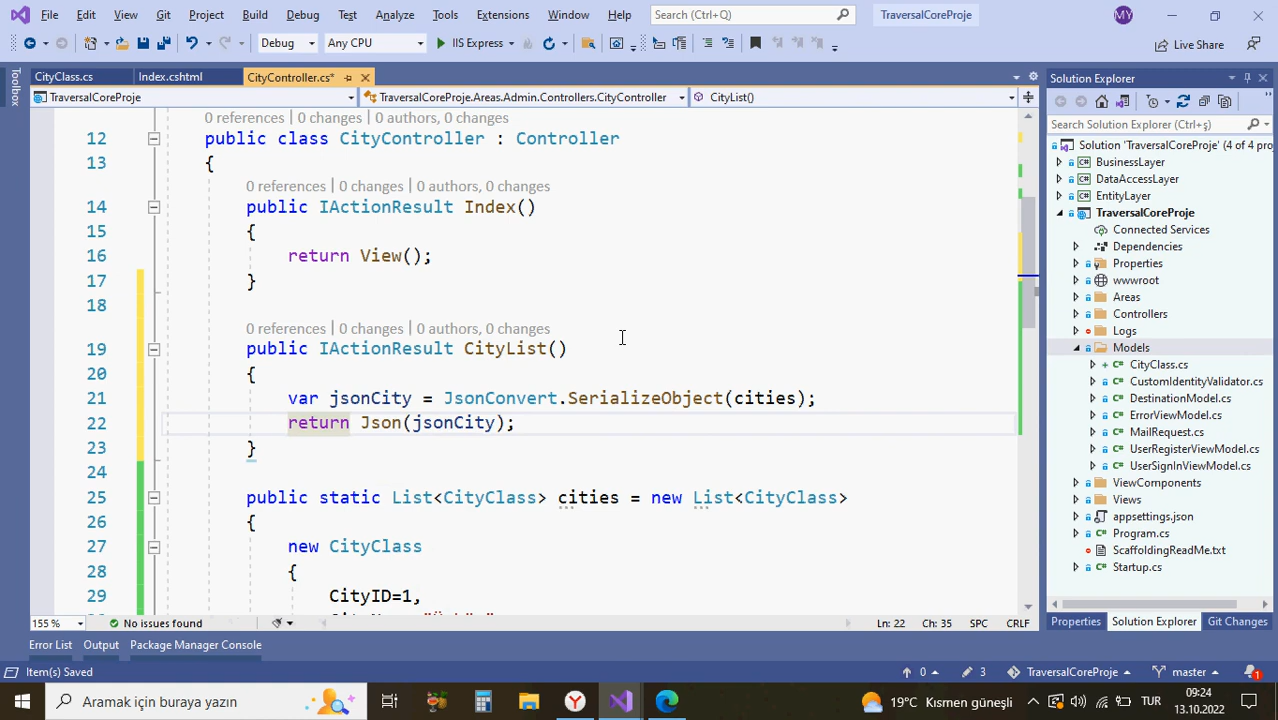 File Edit View Git Project Build Debug Test Analyze Tools Extensions Window Help Search (Ctrl+Q) TraversalCoreProje MY
Debug Any CPU IIS Express Live Share
Toolbox
CityClass.cs Index.cshtml CityController.cs*
TraversalCoreProje TraversalCoreProje.Areas.Admin.Controllers.CityController CityList()
0 references | 0 changes | 0 authors, 0 changes
12 public class CityController : Controller
13 {
0 references | 0 changes | 0 authors, 0 changes
14 public IActionResult Index()
15 {
16 return View();
17 }
18
0 references | 0 changes | 0 authors, 0 changes
19 public IActionResult CityList()
20 {
21 var jsonCity = JsonConvert.SerializeObject(cities);
22 return Json(jsonCity);
23 }
24
25 public static List<CityClass> cities = new List<CityClass>
26 {
27 new CityClass
28 {
29 CityID=1,
155 % No issues found Ln: 22 Ch: 35 SPC CRLF
Error List Output Package Manager Console
Solution Explorer
Search Solution Explorer (Ctrl+ş)
Solution 'TraversalCoreProje' (4 of 4 pro
BusinessLayer
DataAccessLayer
EntityLayer
TraversalCoreProje
Connected Services
Dependencies
Properties
wwwroot
Areas
Controllers
Logs
Models
CityClass.cs
CustomIdentityValidator.cs
DestinationModel.cs
ErrorViewModel.cs
MailRequest.cs
UserRegisterViewModel.cs
UserSignInViewModel.cs
ViewComponents
Views
appsettings.json
Program.cs
ScaffoldingReadMe.txt
Startup.cs
Properties Solution Explorer Git Changes
Item(s) Saved 0 3 TraversalCoreProje master 1
Aramak için buraya yazın 19°C Kısmen güneşli TUR 09:24
13.10.2022